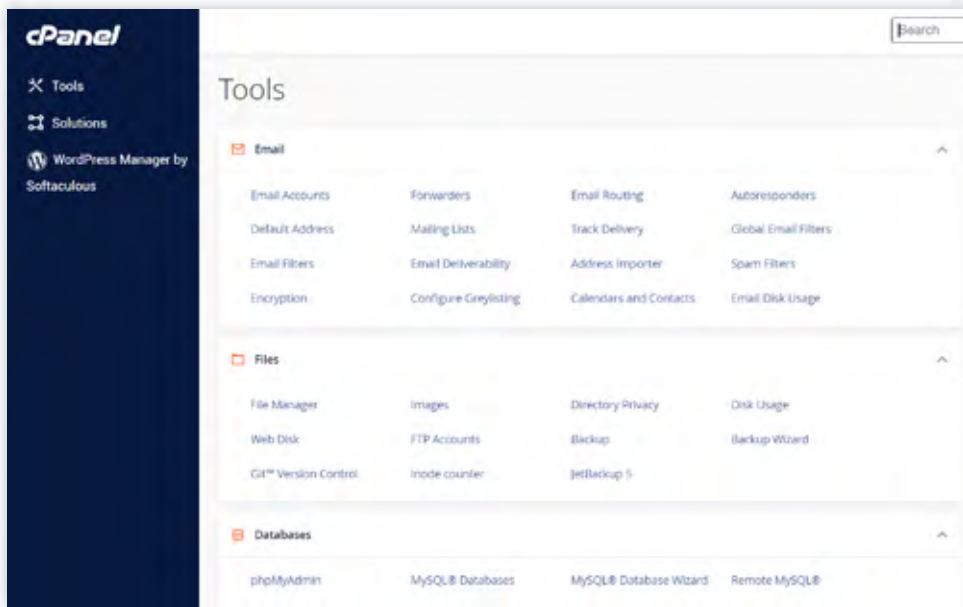 cPanel
Search
Tools
Solutions
WordPress Manager by
Softaculous
Tools
Email
Email Accounts Forwarders Email Routing Autoresponders
Default Address Mailing Lists Track Delivery Global Email Filters
Email Filters Email Deliverability Address Importer Spam Filters
Encryption Configure Greylisting Calendars and Contacts Email Disk Usage
Files
File Manager Images Directory Privacy Disk Usage
Web Disk FTP Accounts Backup Backup Wizard
Git™ Version Control Inode counter JetBackup 5
Databases
phpMyAdmin MySQL® Databases MySQL® Database Wizard Remote MySQL®